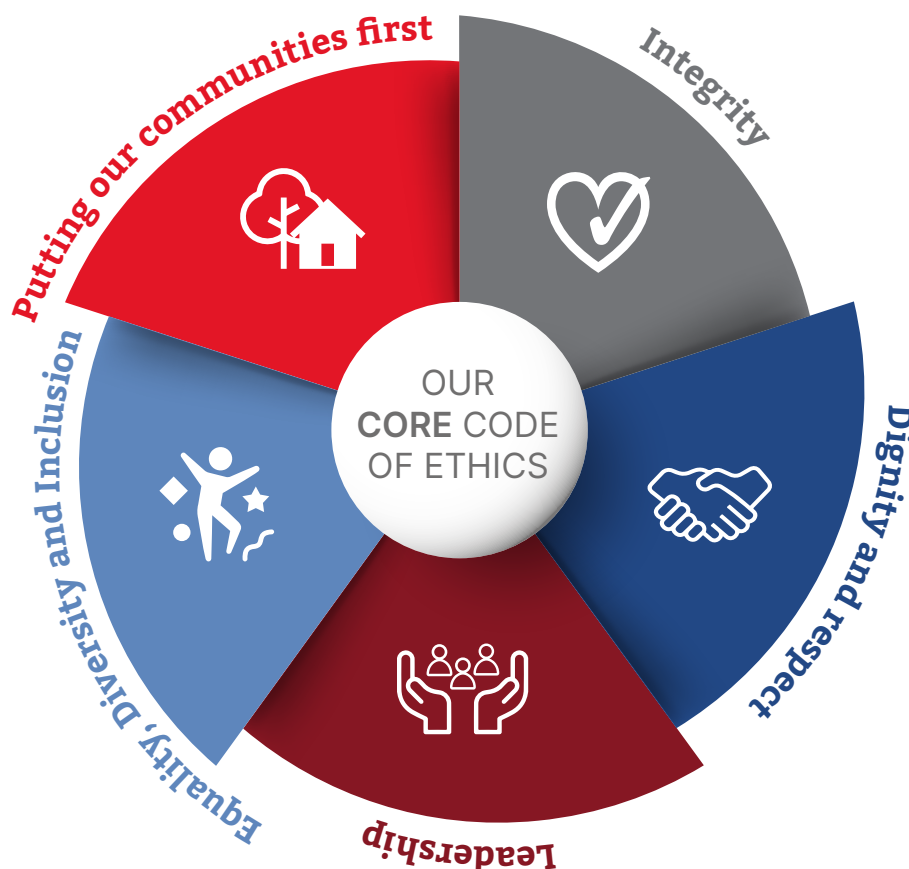 Putting our communities first
Integrity
OUR
CORE CODE
OF ETHICS
Dignity and respect
Equality, Diversity and Inclusion
Leadership